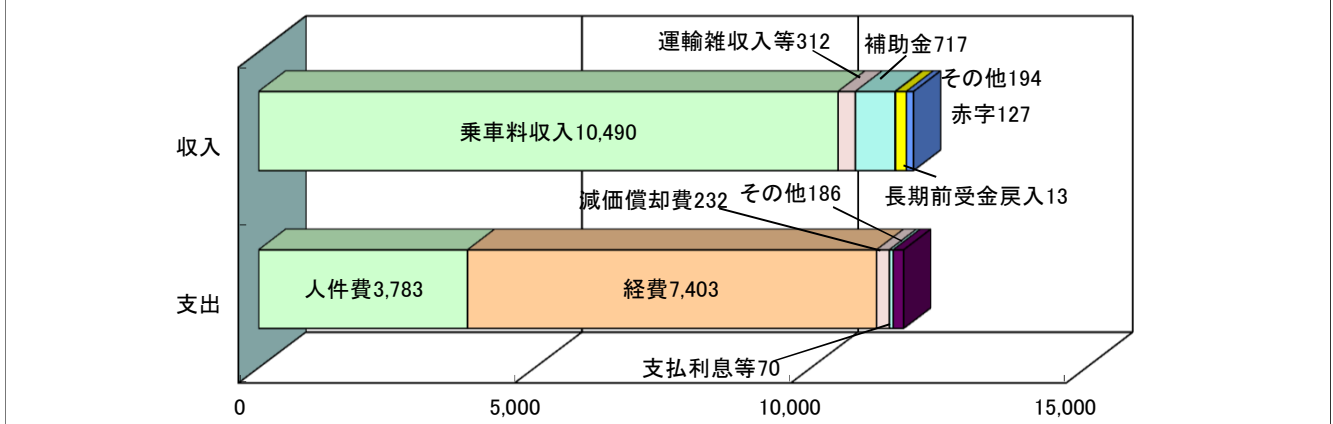 運輸雑収入等312
補助金717
その他194
赤字127
収入
乗車料収入10,490
長期前受金戻入13
減価償却費232
その他186
支出
人件費3,783
経費7,403
支払利息等70
0
5,000
10,000
15,000